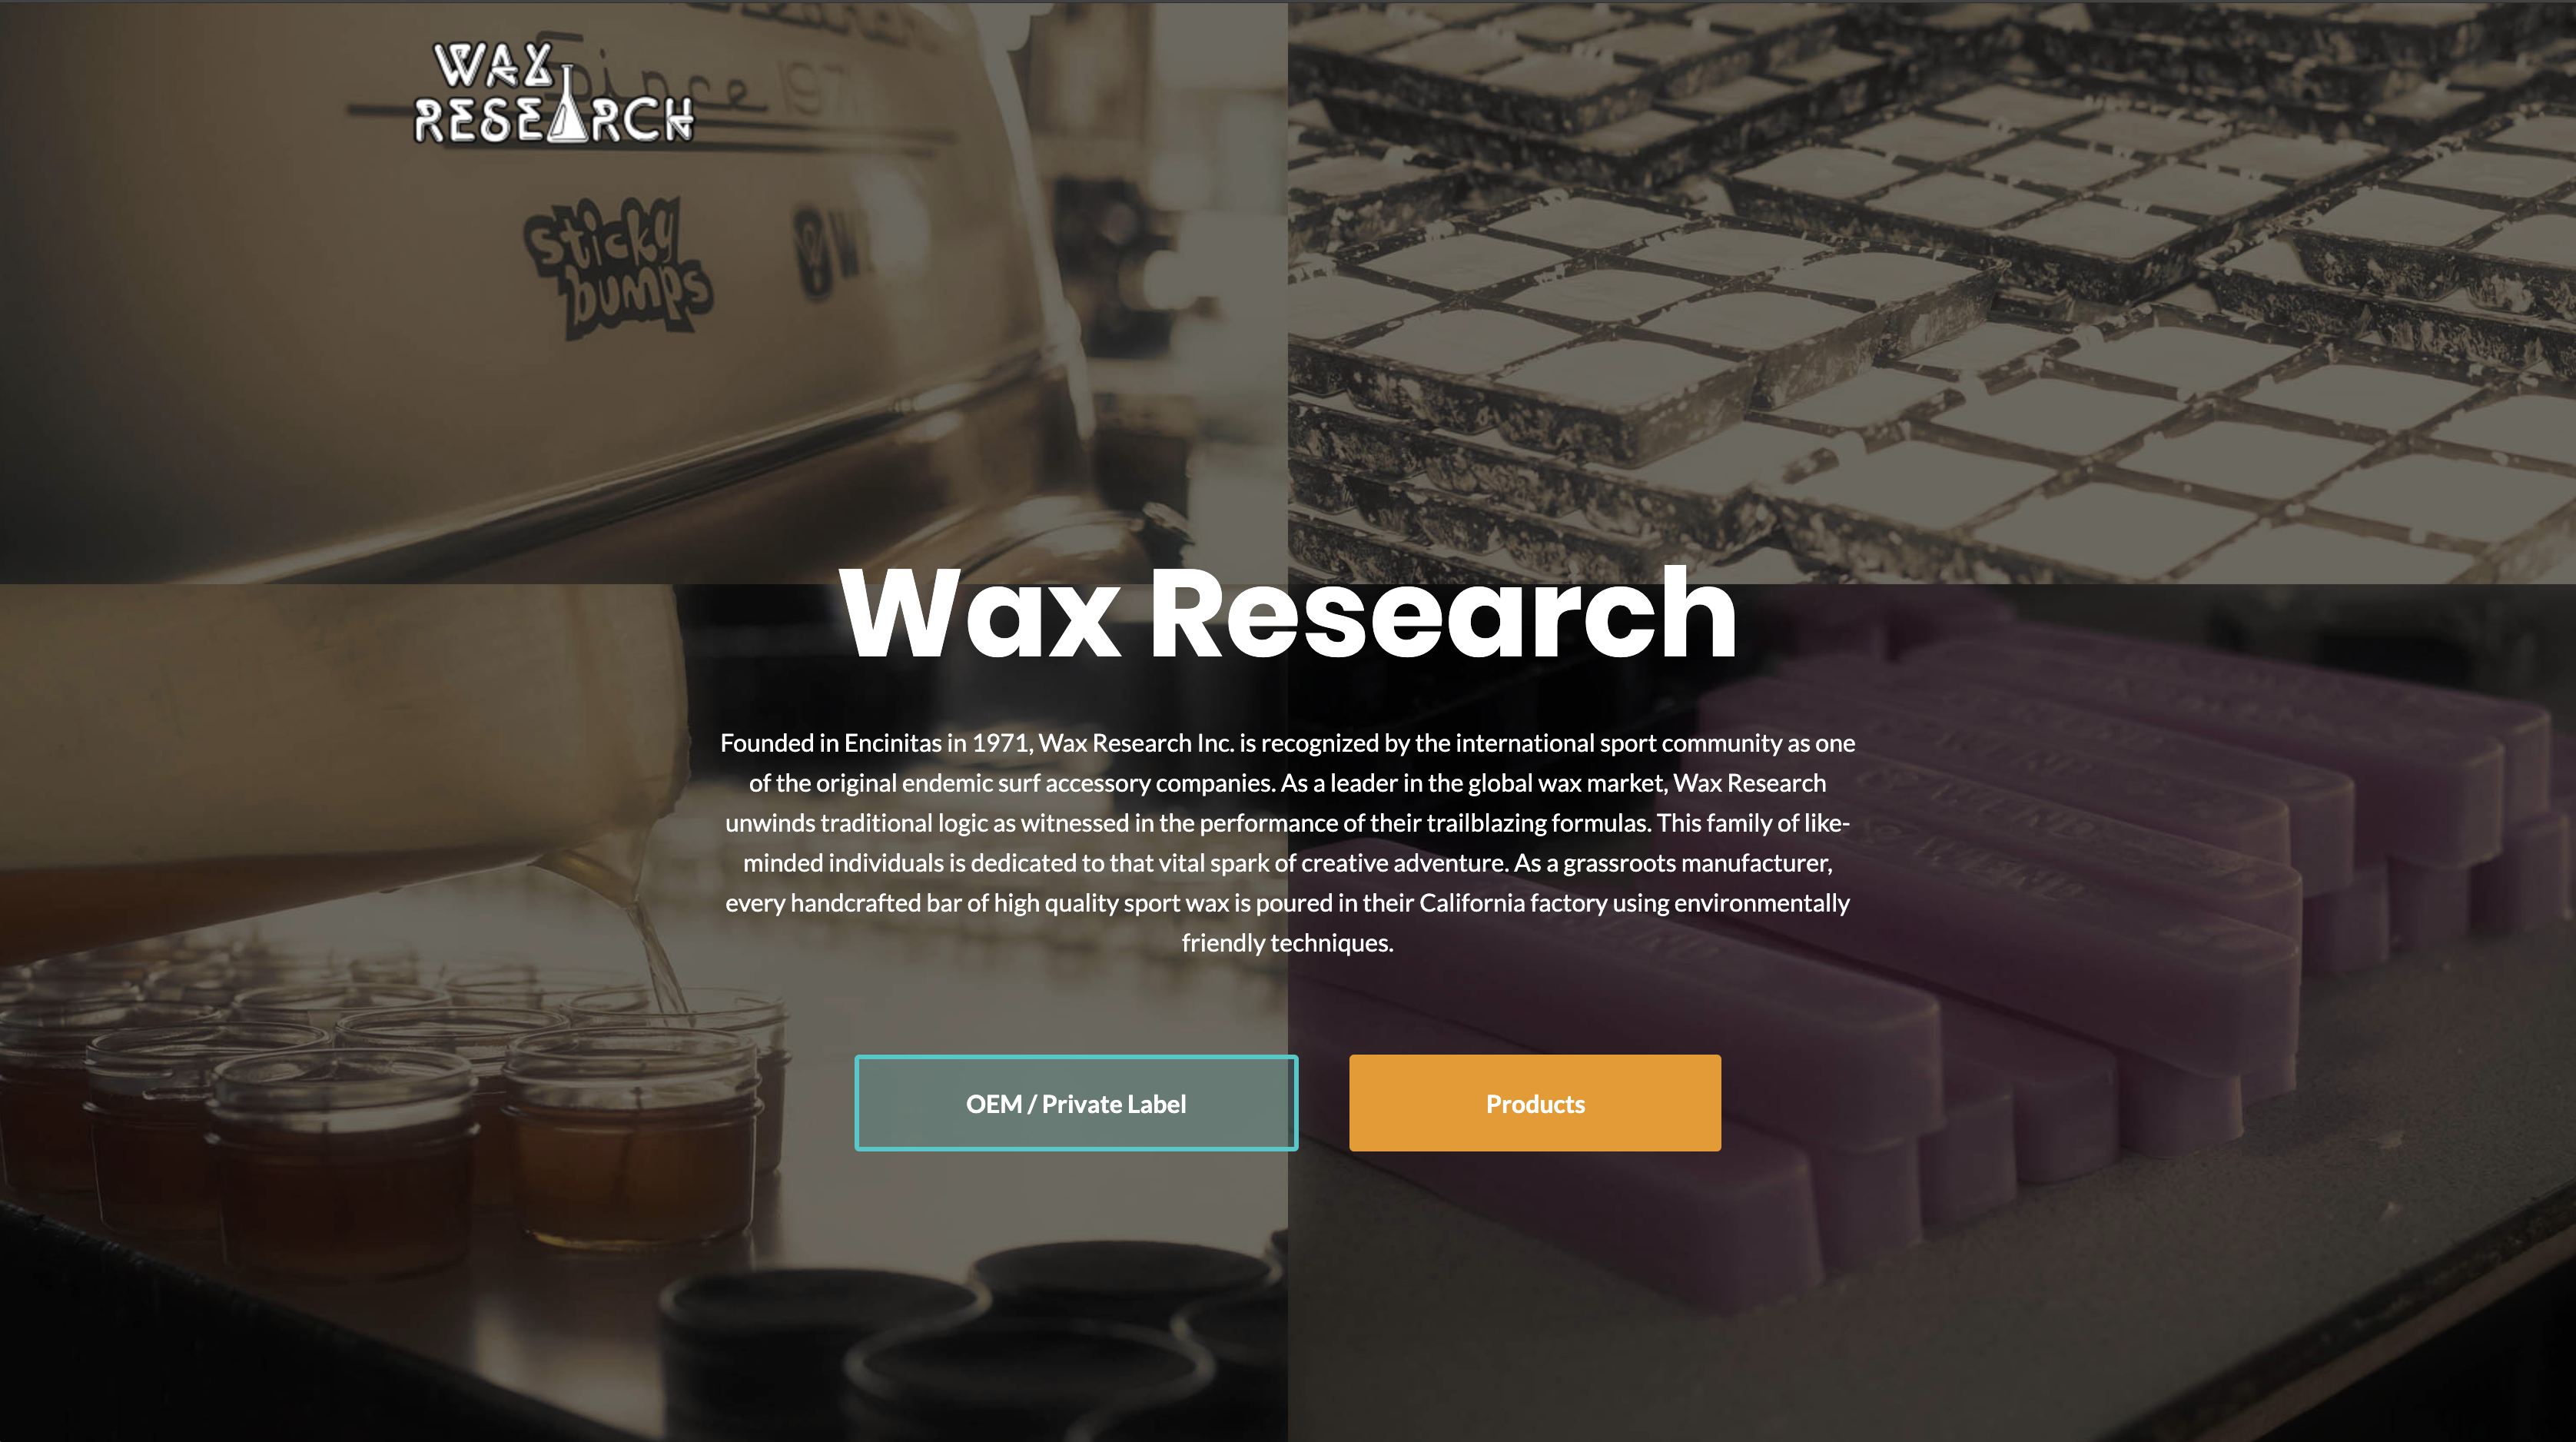 WAX
RESEARCH
Since 197
sticky
bumps
Wax Research
Founded in Encinitas in 1971, Wax Research Inc. is recognized by the international sport community as one
of the original endemic surf accessory companies. As a leader in the global wax market, Wax Research
unwinds traditional logic as witnessed in the performance of their trailblazing formulas. This family of like-
minded individuals is dedicated to that vital spark of creative adventure. As a grassroots manufacturer,
every handcrafted bar of high quality sport wax is poured in their California factory using environmentally
friendly techniques.
OEM / Private Label
Products